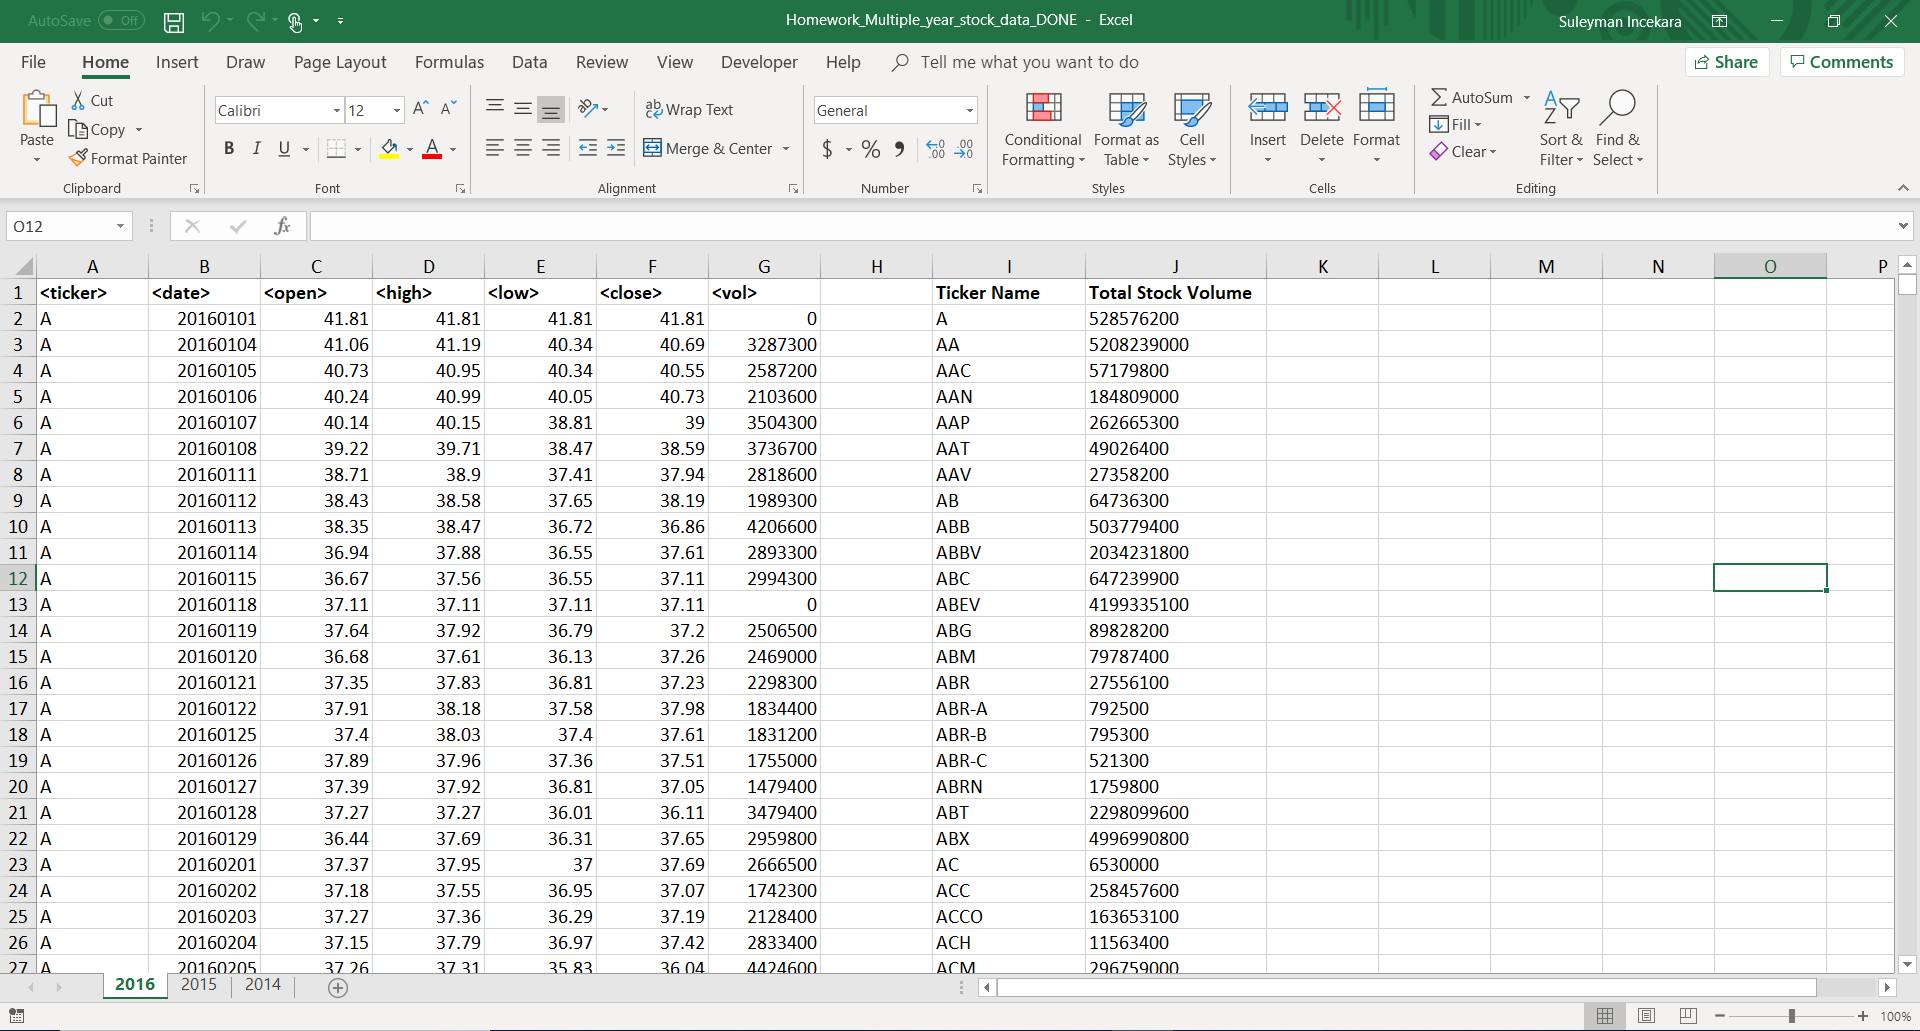 AutoSave Off
Homework_Multiple_year_stock_data_DONE - Excel
Suleyman Incekara
File Home Insert Draw Page Layout Formulas Data Review View Developer Help Tell me what you want to do Share Comments
Paste
Cut
Copy
Format Painter
Clipboard
Calibri 12
B I U
Font
Wrap Text
Merge & Center
Alignment
General
$ % 9
Number
Conditional Formatting
Format as Table
Cell Styles
Styles
Insert Delete Format
Cells
AutoSum
Fill
Clear
Sort & Filter
Find & Select
Editing
O12 fx
A B C D E F G H I J K L M N O P
1 <ticker> <date> <open> <high> <low> <close> <vol> Ticker Name Total Stock Volume
2 A 20160101 41.81 41.81 41.81 41.81 0 A 528576200
3 A 20160104 41.06 41.19 40.34 40.69 3287300 AA 5208239000
4 A 20160105 40.73 40.95 40.34 40.55 2587200 AAC 57179800
5 A 20160106 40.24 40.99 40.05 40.73 2103600 AAN 184809000
6 A 20160107 40.14 40.15 38.81 39 3504300 AAP 262665300
7 A 20160108 39.22 39.71 38.47 38.59 3736700 AAT 49026400
8 A 20160111 38.71 38.9 37.41 37.94 2818600 AAV 27358200
9 A 20160112 38.43 38.58 37.65 38.19 1989300 AB 64736300
10 A 20160113 38.35 38.47 36.72 36.86 4206600 ABB 503779400
11 A 20160114 36.94 37.88 36.55 37.61 2893300 ABBV 2034231800
12 A 20160115 36.67 37.56 36.55 37.11 2994300 ABC 647239900
13 A 20160118 37.11 37.11 37.11 37.11 0 ABEV 4199335100
14 A 20160119 37.64 37.92 36.79 37.2 2506500 ABG 89828200
15 A 20160120 36.68 37.61 36.13 37.26 2469000 ABM 79787400
16 A 20160121 37.35 37.83 36.81 37.23 2298300 ABR 27556100
17 A 20160122 37.91 38.18 37.58 37.98 1834400 ABR-A 792500
18 A 20160125 37.4 38.03 37.4 37.61 1831200 ABR-B 795300
19 A 20160126 37.89 37.96 37.36 37.51 1755000 ABR-C 521300
20 A 20160127 37.39 37.92 36.81 37.05 1479400 ABRN 1759800
21 A 20160128 37.27 37.27 36.01 36.11 3479400 ABT 2298099600
22 A 20160129 36.44 37.69 36.31 37.65 2959800 ABX 4996990800
23 A 20160201 37.37 37.95 37 37.69 2666500 AC 6530000
24 A 20160202 37.18 37.55 36.95 37.07 1742300 ACC 258457600
25 A 20160203 37.27 37.36 36.29 37.19 2128400 ACCO 163653100
26 A 20160204 37.15 37.79 36.97 37.42 2833400 ACH 11563400
27 A 20160205 37.26 37.31 35.83 36.04 4424600 ACM 296759000
2016 2015 2014
100%